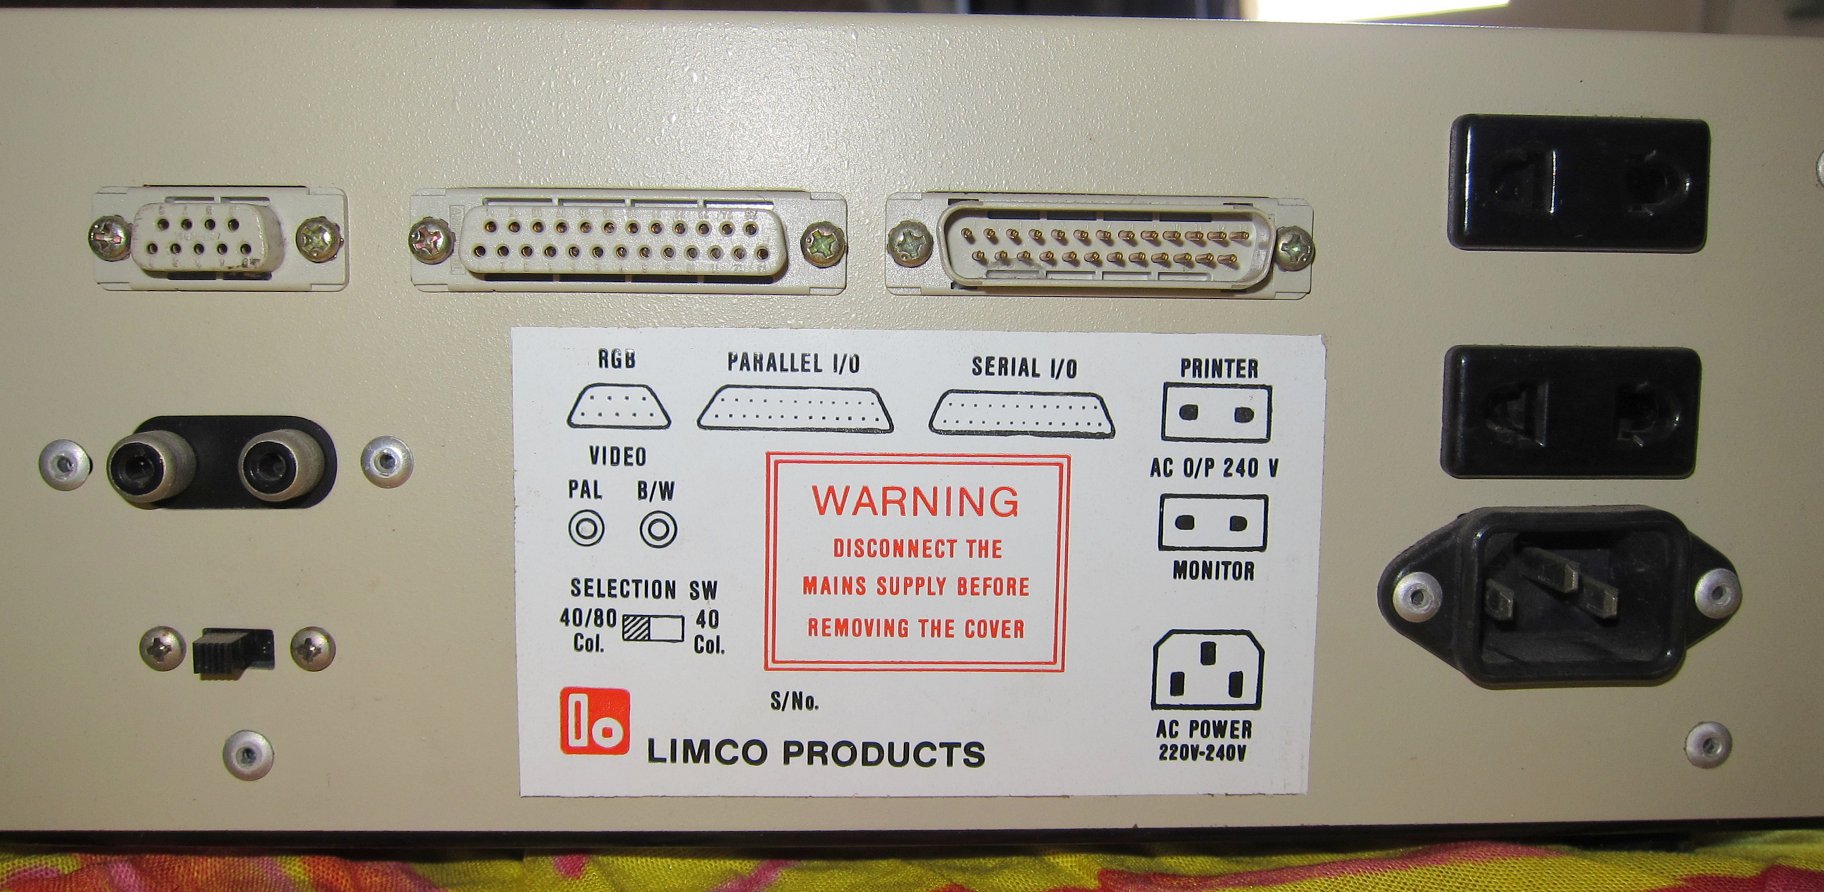 RGB
PARALLEL I/O
SERIAL I/O
PRINTER
AC O/P 240 V
MONITOR
VIDEO
PAL B/W
SELECTION SW
40/80 Col.
40 Col.
WARNING
DISCONNECT THE
MAINS SUPPLY BEFORE
REMOVING THE COVER
S/No.
lo
LIMCO PRODUCTS
AC POWER
220V-240V